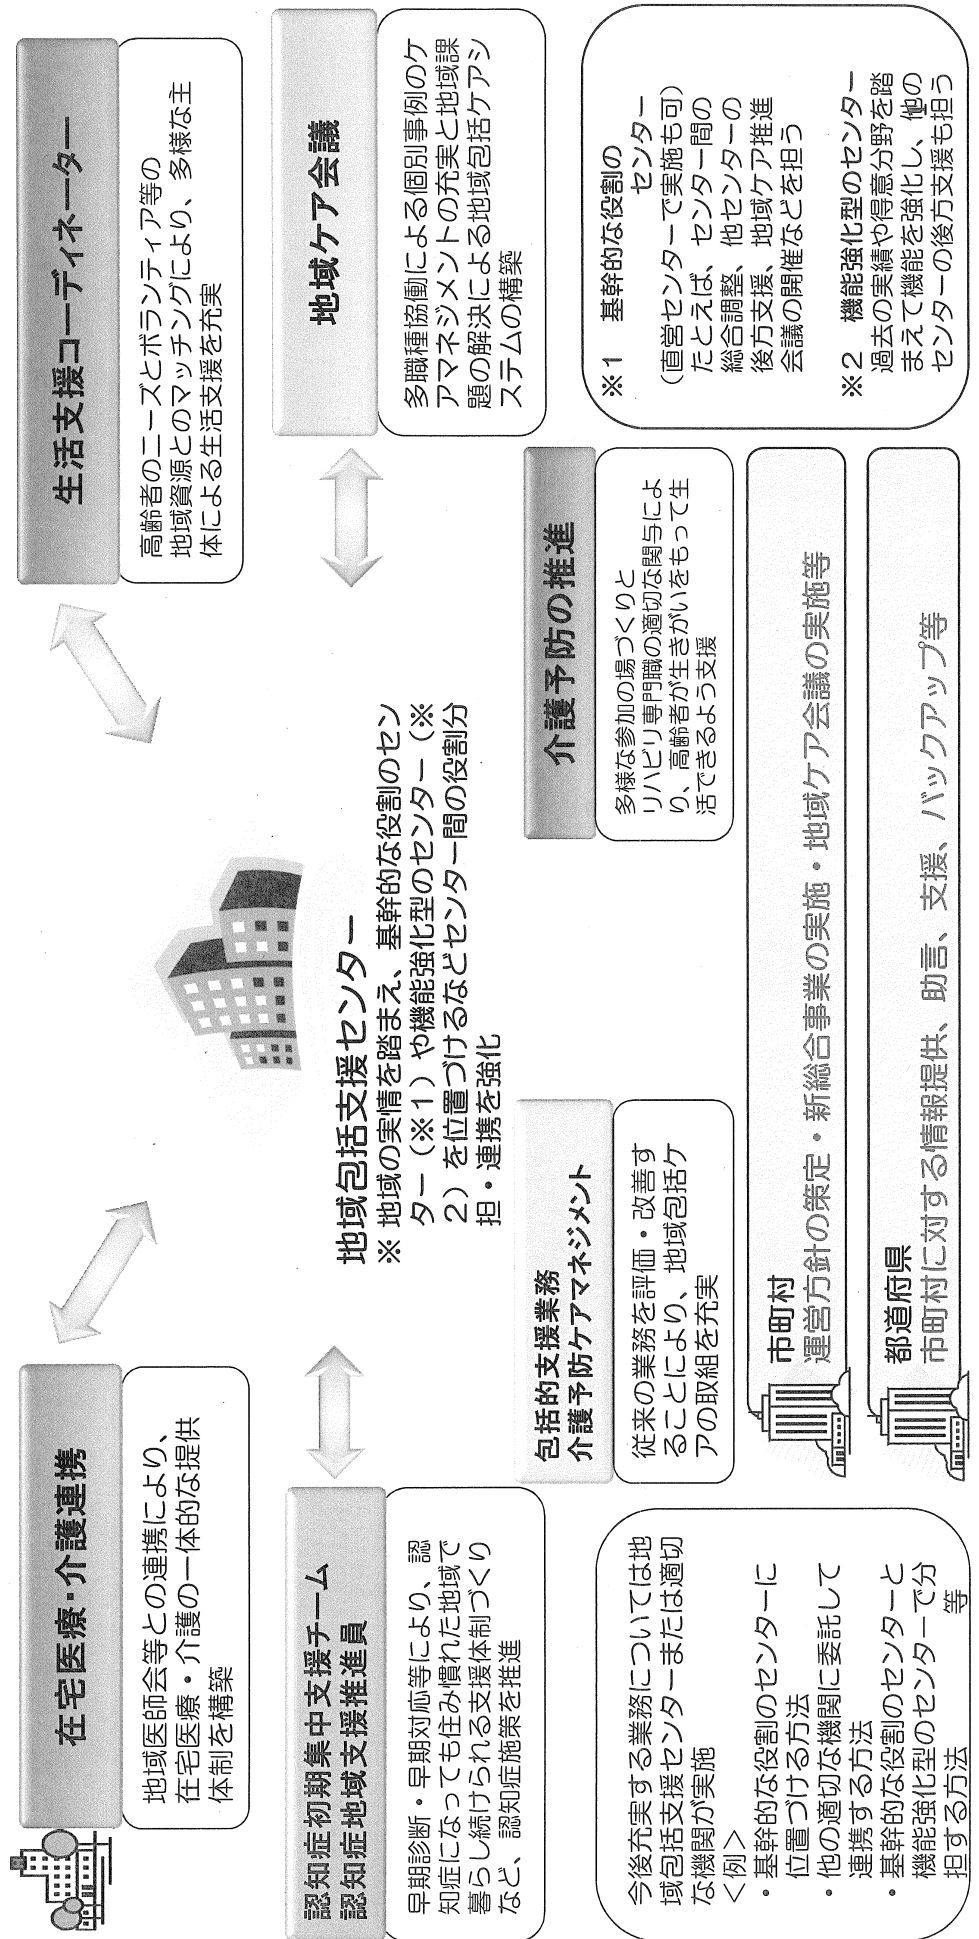 在宅医療・介護連携
地域医師会等との連携により、
在宅医療・介護の一体的な提供
体制を構築
生活支援コーディネーター
高齢者のニーズとボランティア等の
地域資源とのマッチングにより、多様な主
体による生活支援を充実
認知症初期集中支援チーム
認知症地域支援推進員
早期診断・早期対応等により、認
知症になっても住み慣れた地域で
暮らし続けられる支援体制づくり
など、認知症施策を推進
地域包括支援センター
※ 地域の実情を踏まえ、基幹的な役割のセン
ター（※１）や機能強化型のセンター（※
２）を位置づけるなどセンター間の役割分
担・連携を強化
地域ケア会議
多職種協働による個別事例のケ
アマネジメントの充実と地域課
題の解決による地域包括ケアシ
ステムの構築
包括的支援業務
介護予防ケアマネジメント
従来の業務を評価・改善す
ることにより、地域包括ケ
アの取組を充実
介護予防の推進
多様な参加の場づくりと
リハビリ専門職の適切な関与によ
り、高齢者が生きがいをもって生
活できるよう支援
今後充実する業務については地
域包括支援センターまたは適切
な機関が実施
＜例＞
・ 基幹的な役割のセンターに
位置づける方法
・ 他の適切な機関に委託して
連携する方法
・ 基幹的な役割のセンターと
機能強化型のセンターで分
担する方法 等
市町村
運営方針の策定・新総合事業の実施・地域ケア会議の実施等
都道府県
市町村に対する情報提供、助言、支援、バックアップ等
※１ 基幹的な役割の
センター
（直営センターで実施も可）
たとえば、センター間の
総合調整、他センターの
後方支援、地域ケア推進
会議の開催などを担う
※２ 機能強化型のセンター
過去の実績や得意分野を踏
まえて機能を強化し、他の
センターの後方支援も担う